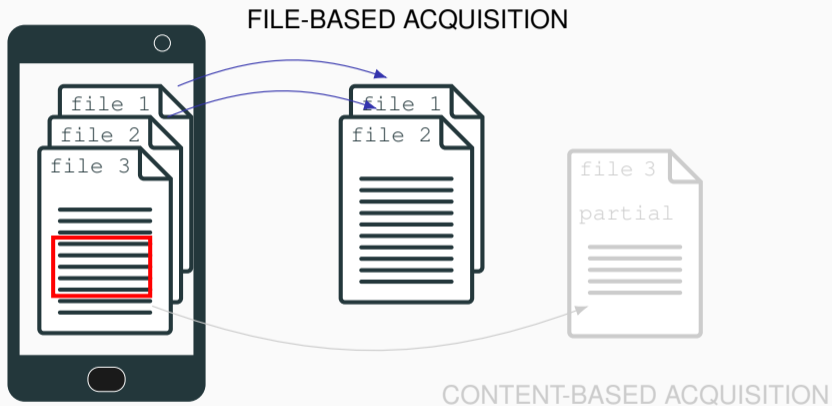 FILE-BASED ACQUISITION
file 1
file 2
file 3
file 1
file 2
file 3
partial
CONTENT-BASED ACQUISITION